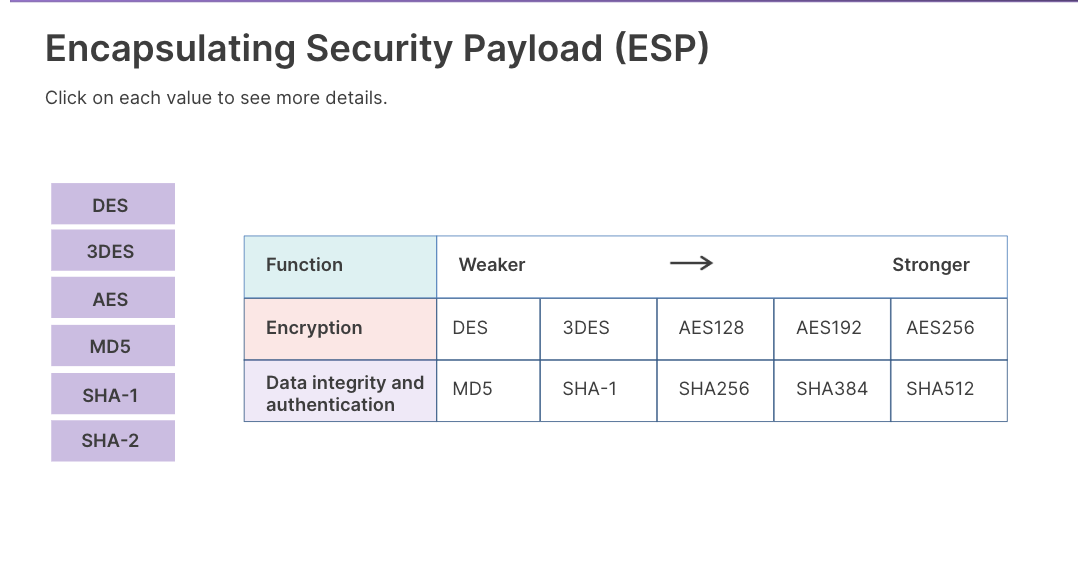 Encapsulating Security Payload (ESP)
Click on each value to see more details.
DES
3DES
AES
MD5
SHA-1
SHA-2
Function Weaker → Stronger
Encryption DES 3DES AES128 AES192 AES256
Data integrity and
authentication MD5 SHA-1 SHA256 SHA384 SHA512